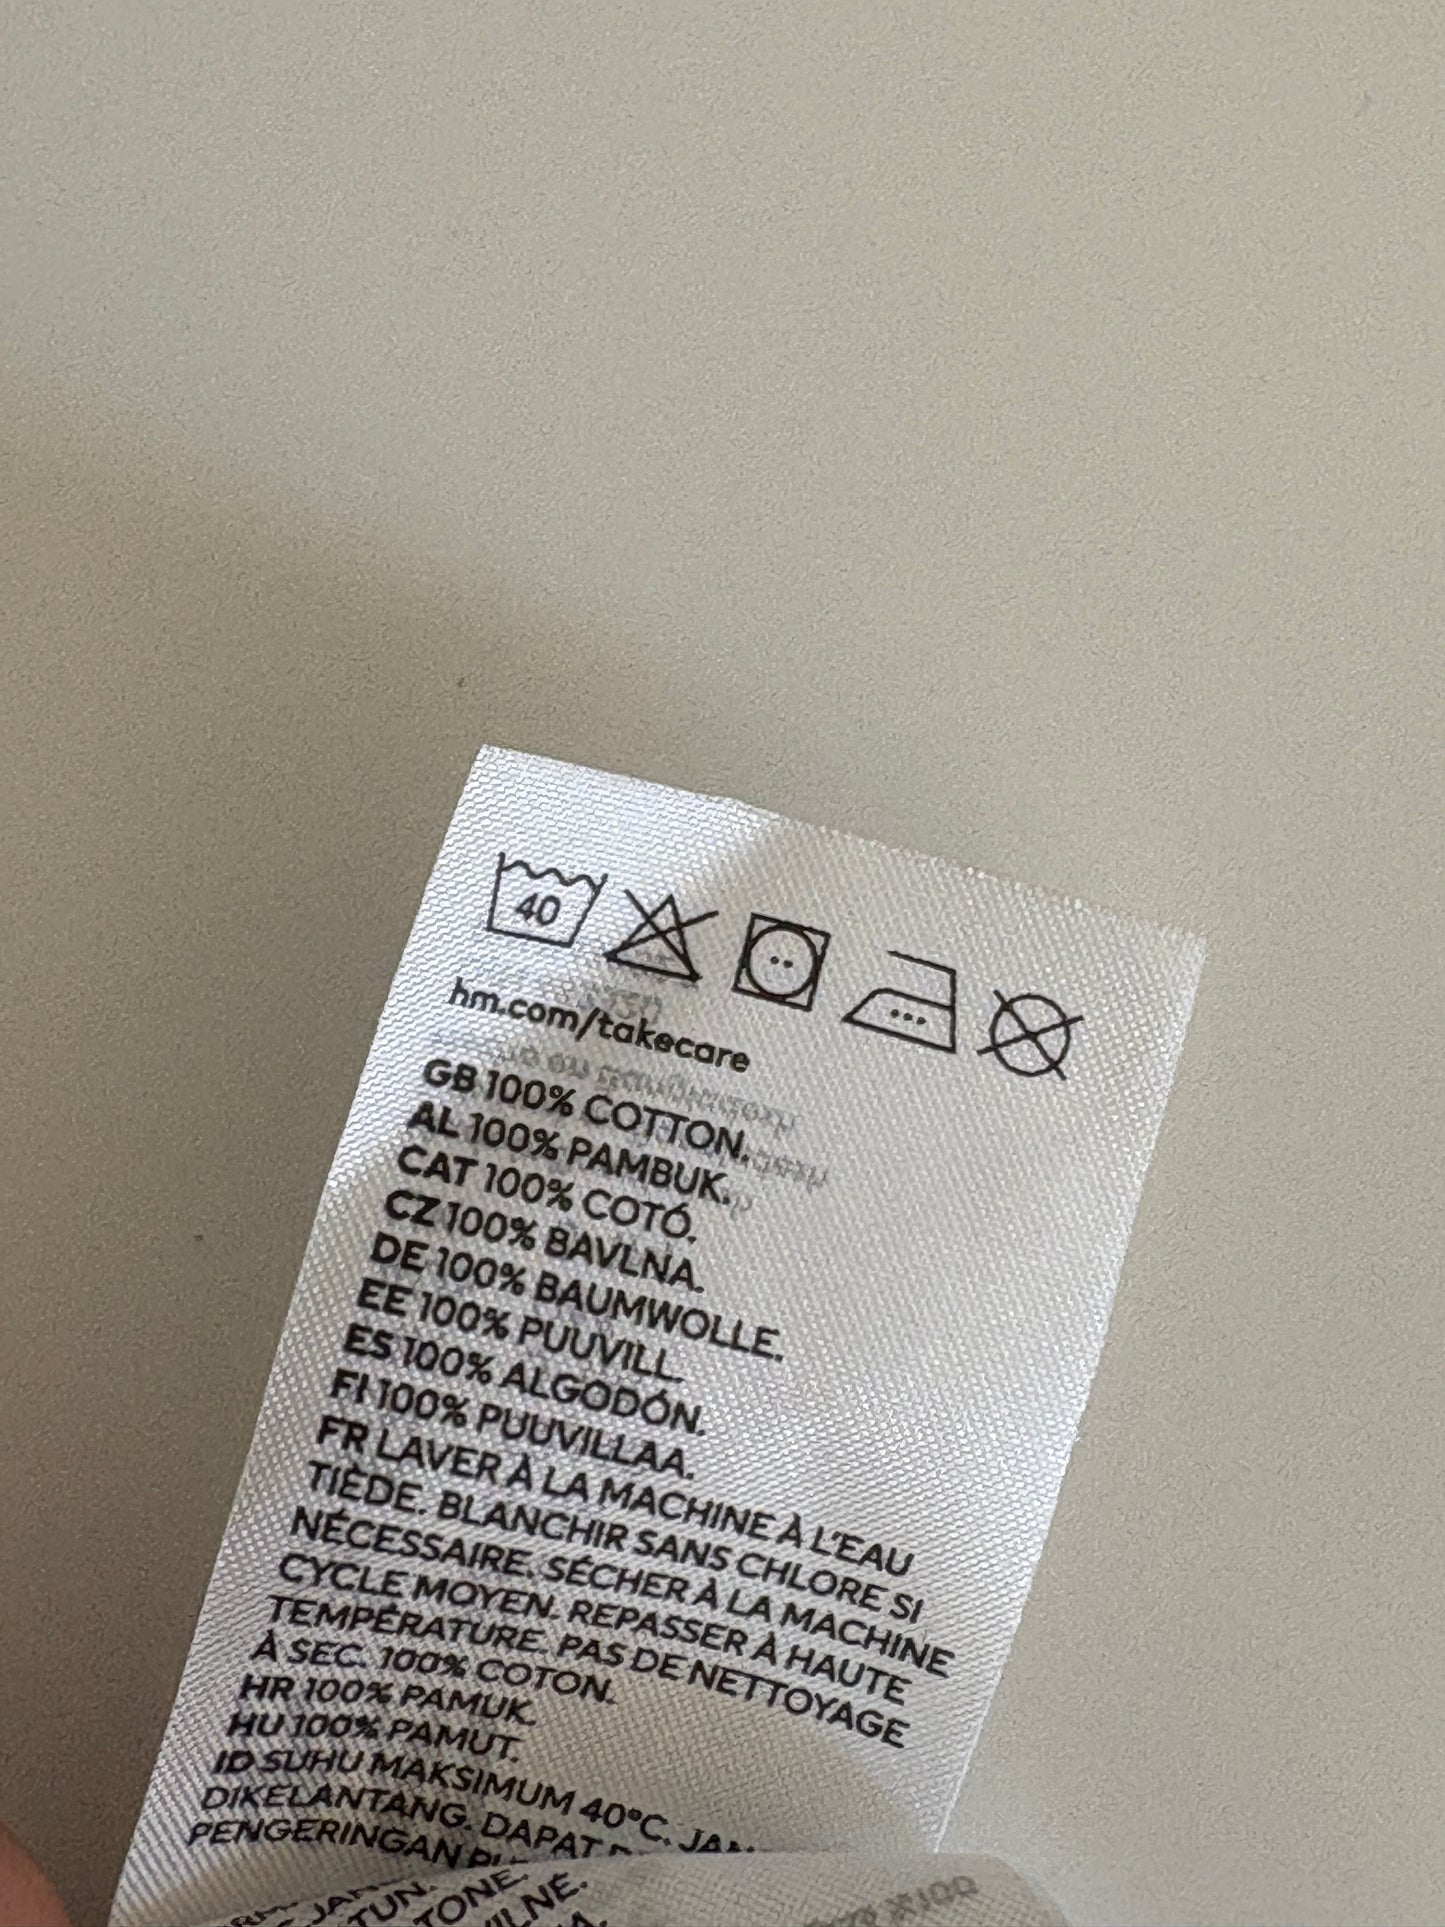 40
hm.com/takecare
GB 100% COTTON.
AL 100% PAMBUK.
CAT 100% COTÓ.
CZ 100% BAVLNA.
DE 100% BAUMWOLLE.
EE 100% PUUVILL.
ES 100% ALGODÓN.
FI 100% PUUVILLAA.
FR LAVER À LA MACHINE À L'EAU
TIÈDE. BLANCHIR SANS CHLORE SI
NÉCESSAIRE. SÉCHER À LA MACHINE
CYCLE MOYEN. REPASSER À HAUTE
TEMPÉRATURE. PAS DE NETTOYAGE
À SEC. 100% COTON.
HR 100% PAMUK.
HU 100% PAMUT.
ID SUHU MAKSIMUM 40°C.
DIKELANTANG. DAPAT
PENGERINGAN